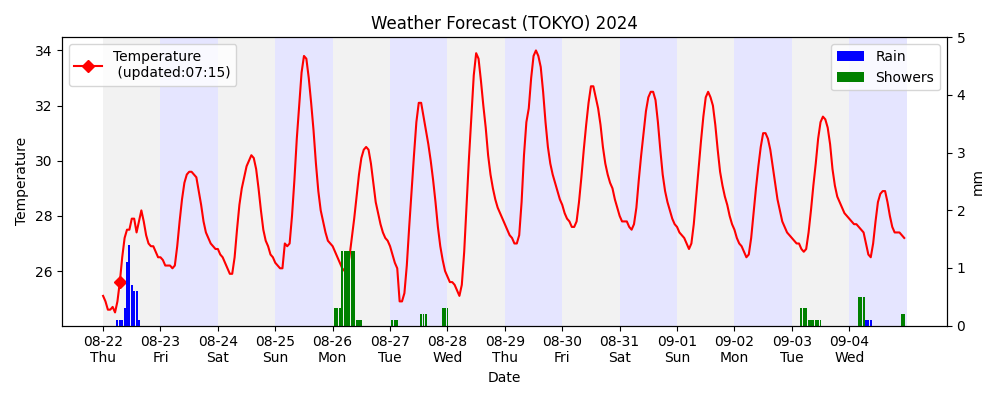 Weather Forecast (TOKYO) 2024
Temperature
(updated:07:15)
Rain
Showers
34
32
30
28
26
Temperature
5
4
3
2
1
0
mm
08-22 08-23 08-24 08-25 08-26 08-27 08-28 08-29 08-30 08-31 09-01 09-02 09-03 09-04
Thu Fri Sat Sun Mon Tue Wed Thu Fri Sat Sun Mon Tue Wed
Date